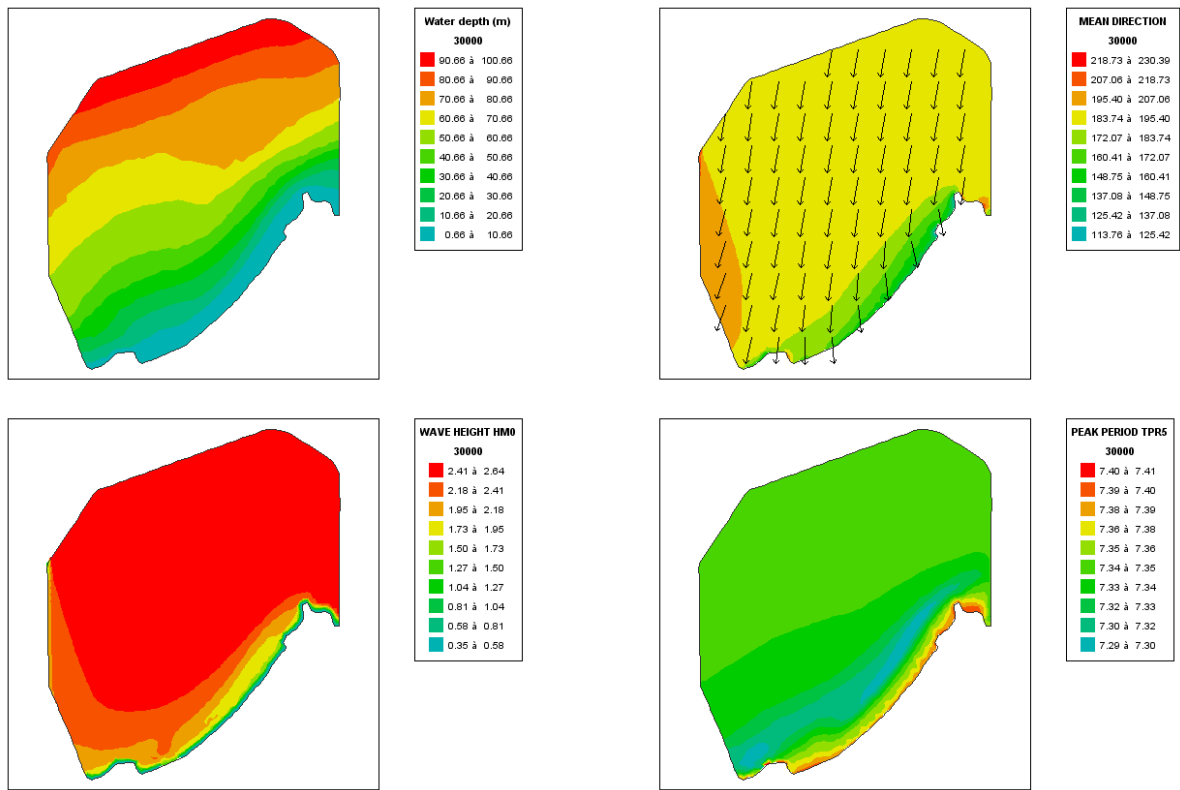 Water depth (m)
30000
90.66 à 100.66
80.66 à 90.66
70.66 à 80.66
60.66 à 70.66
50.66 à 60.66
40.66 à 50.66
30.66 à 40.66
20.66 à 30.66
10.66 à 20.66
0.66 à 10.66
MEAN DIRECTION
30000
218.73 à 230.39
207.06 à 218.73
195.40 à 207.06
183.74 à 195.40
172.07 à 183.74
160.41 à 172.07
148.75 à 160.41
137.08 à 148.75
125.42 à 137.08
113.76 à 125.42
WAVE HEIGHT HM0
30000
2.41 à 2.64
2.18 à 2.41
1.95 à 2.18
1.73 à 1.95
1.50 à 1.73
1.27 à 1.50
1.04 à 1.27
0.81 à 1.04
0.58 à 0.81
0.35 à 0.58
PEAK PERIOD TPR5
30000
7.40 à 7.41
7.39 à 7.40
7.38 à 7.39
7.36 à 7.38
7.35 à 7.36
7.34 à 7.35
7.33 à 7.34
7.32 à 7.33
7.30 à 7.32
7.29 à 7.30